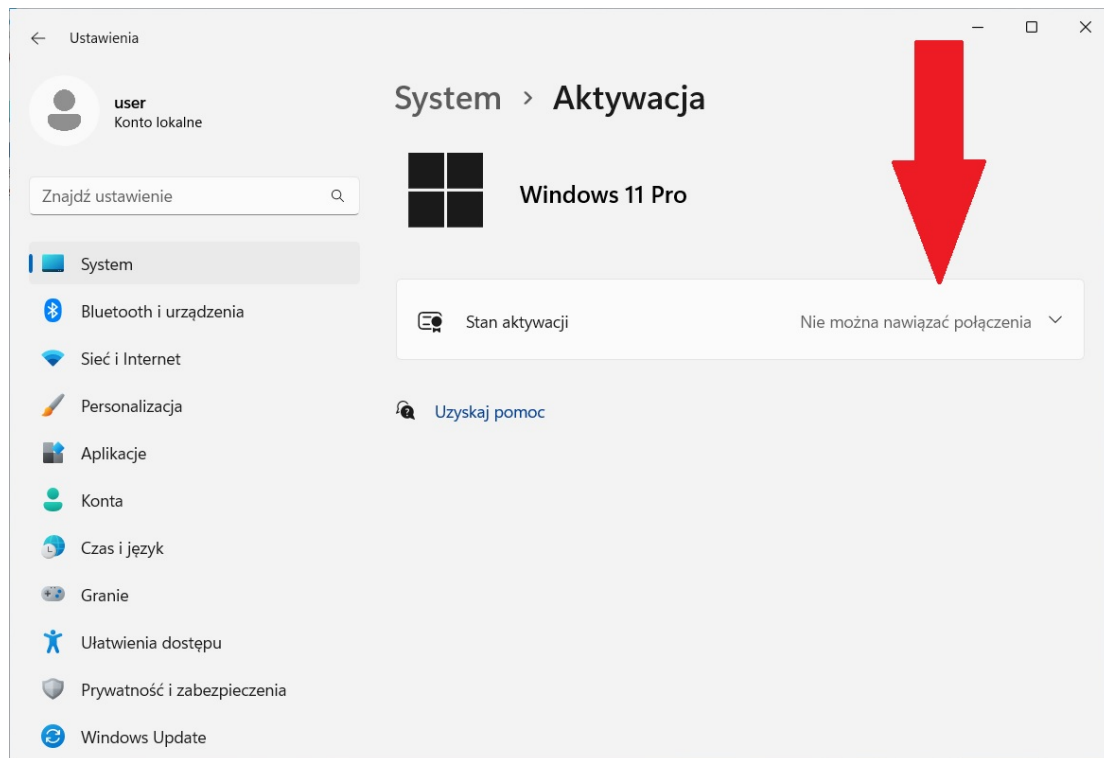 Ustawienia
user
Konto lokalne
Znajdź ustawienie
System
Bluetooth i urządzenia
Sieć i Internet
Personalizacja
Aplikacje
Konta
Czas i język
Granie
Ułatwienia dostępu
Prywatność i zabezpieczenia
Windows Update
System > Aktywacja
Windows 11 Pro
Stan aktywacji Nie można nawiązać połączenia
Uzyskaj pomoc